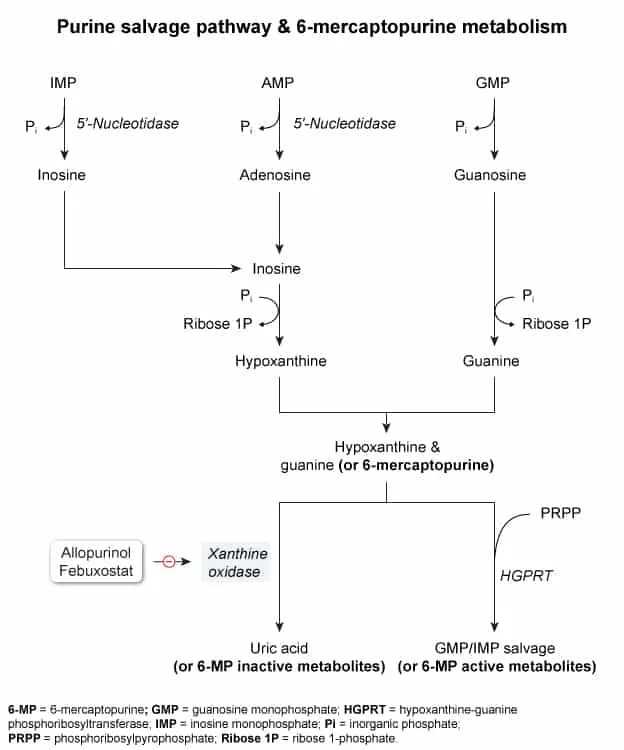 Purine salvage pathway & 6-mercaptopurine metabolism
IMP
AMP
GMP
Pi
5'-Nucleotidase
Pi
5'-Nucleotidase
Pi
Inosine
Adenosine
Guanosine
Inosine
Pi
Ribose 1P
Pi
Ribose 1P
Hypoxanthine
Guanine
Hypoxanthine &
guanine (or 6-mercaptopurine)
PRPP
Allopurinol
Febuxostat
Xanthine
oxidase
HGPRT
Uric acid
(or 6-MP inactive metabolites)
GMP/IMP salvage
(or 6-MP active metabolites)
6-MP = 6-mercaptopurine; GMP = guanosine monophosphate; HGPRT = hypoxanthine-guanine
phosphoribosyltransferase; IMP = inosine monophosphate; Pi = inorganic phosphate;
PRPP = phosphoribosylpyrophosphate; Ribose 1P = ribose 1-phosphate.